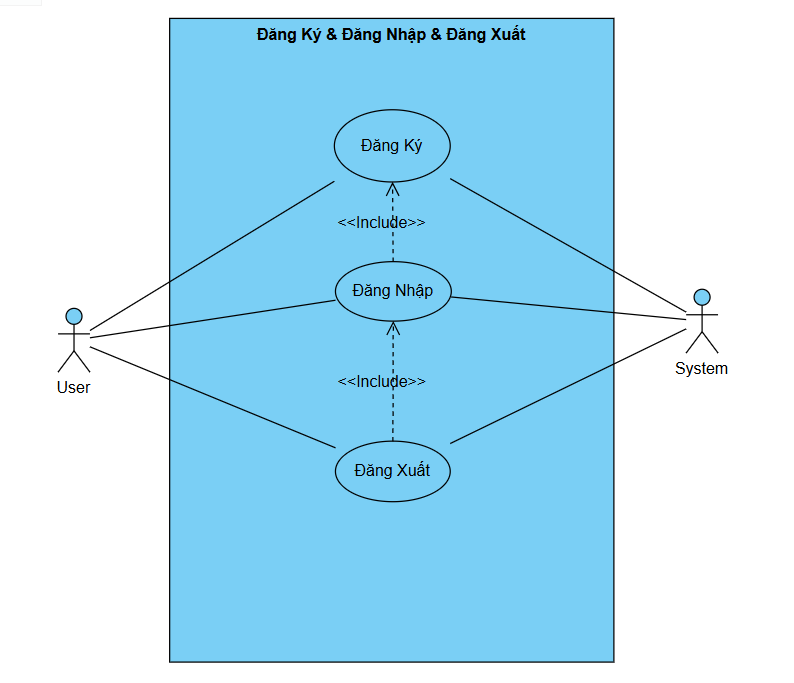 Đăng Ký & Đăng Nhập & Đăng Xuất
Đăng Ký
<<Include>>
Đăng Nhập
<<Include>>
Đăng Xuất
User
System